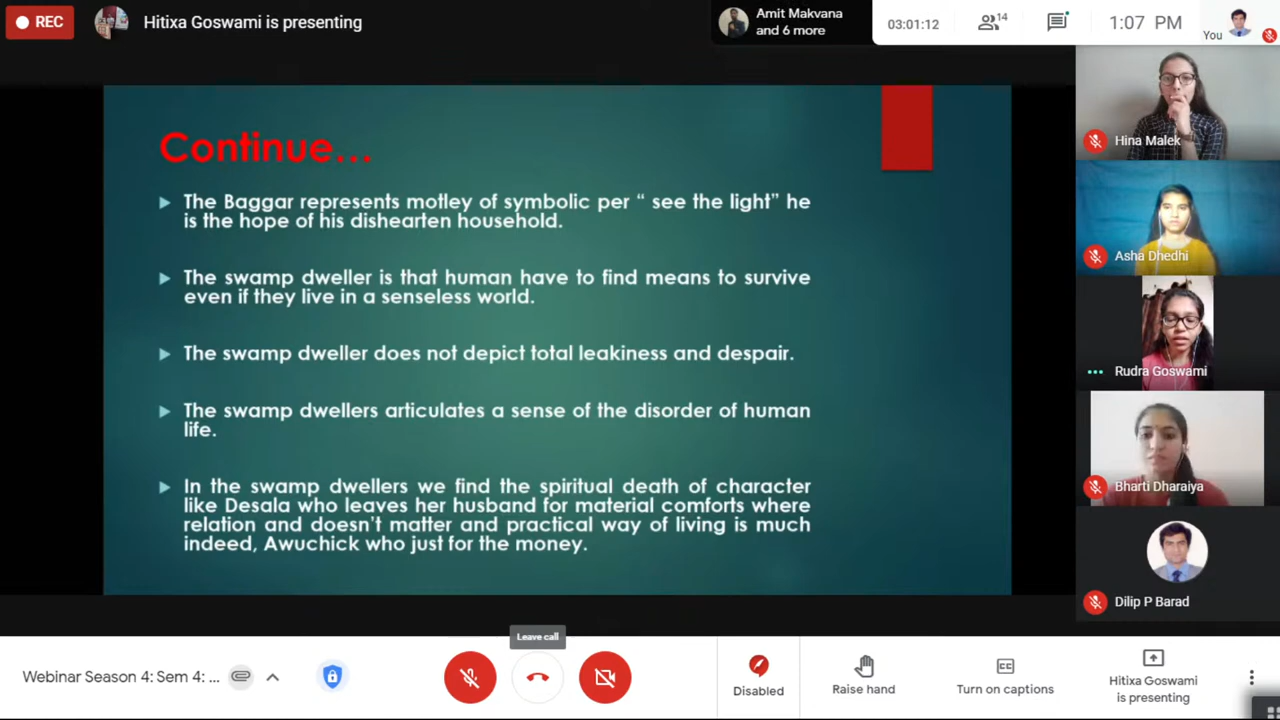 REC
Hitixa Goswami is presenting
Amit Makvana
and 6 more
03:01:12
14
1:07 PM
You
Continue...
The Baggar represents motley of symbolic per “ see the light” he
is the hope of his dishearten household.
The swamp dweller is that human have to find means to survive
even if they live in a senseless world.
The swamp dweller does not depict total leakiness and despair.
The swamp dwellers articulates a sense of the disorder of human
life.
In the swamp dwellers we find the spiritual death of character
like Desala who leaves her husband for material comforts where
relation and doesn't matter and practical way of living is much
indeed, Awuchick who just for the money.
Hina Malek
Asha Dhedhi
Rudra Goswami
Bharti Dharaiya
Dilip P Barad
Leave call
Webinar Season 4: Sem 4: ...
Disabled
Raise hand
CC
Turn on captions
Hitixa Goswami
is presenting